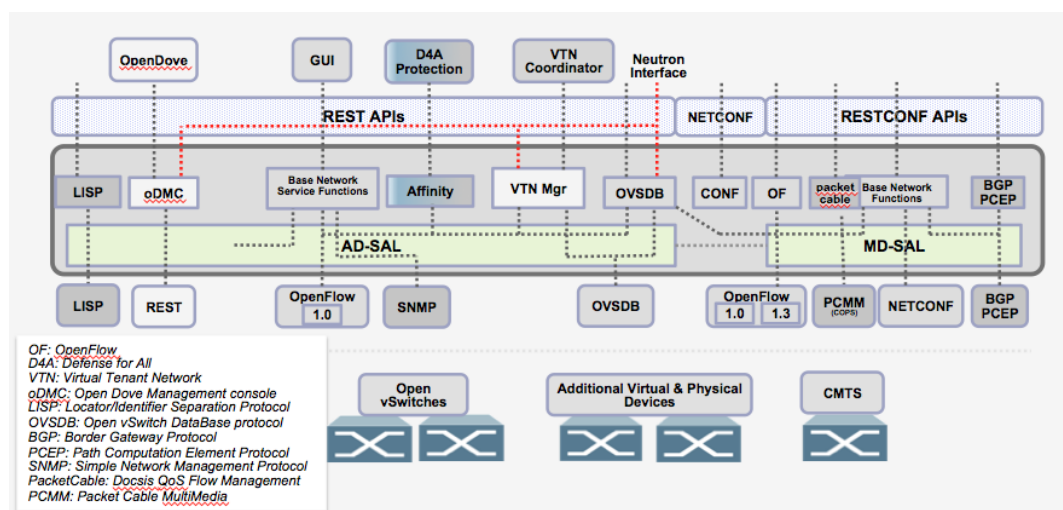 OpenDove
GUI
D4A
Protection
VTN
Coordinator
Neutron
Interface
REST APIs
NETCONF
RESTCONF APIs
LISP
oDMC
Base Network
Service Functions
Affinity
VTN Mgr
OVSDB
CONF
OF
packet
cable
Base Network
Functions
BGP
PCEP
AD-SAL
MD-SAL
LISP
REST
OpenFlow
1.0
SNMP
OVSDB
OpenFlow
1.0
1.3
PCMM
(COPS)
NETCONF
BGP
PCEP
OF: OpenFlow
D4A: Defense for All
VTN: Virtual Tenant Network
oDMC: Open Dove Management console
LISP: Locator/Identifier Separation Protocol
OVSDB: Open vSwitch DataBase protocol
BGP: Border Gateway Protocol
PCEP: Path Computation Element Protocol
SNMP: Simple Network Management Protocol
PacketCable: Docsis QoS Flow Management
PCMM: Packet Cable MultiMedia
Open
vSwitches
Additional Virtual & Physical
Devices
CMTS